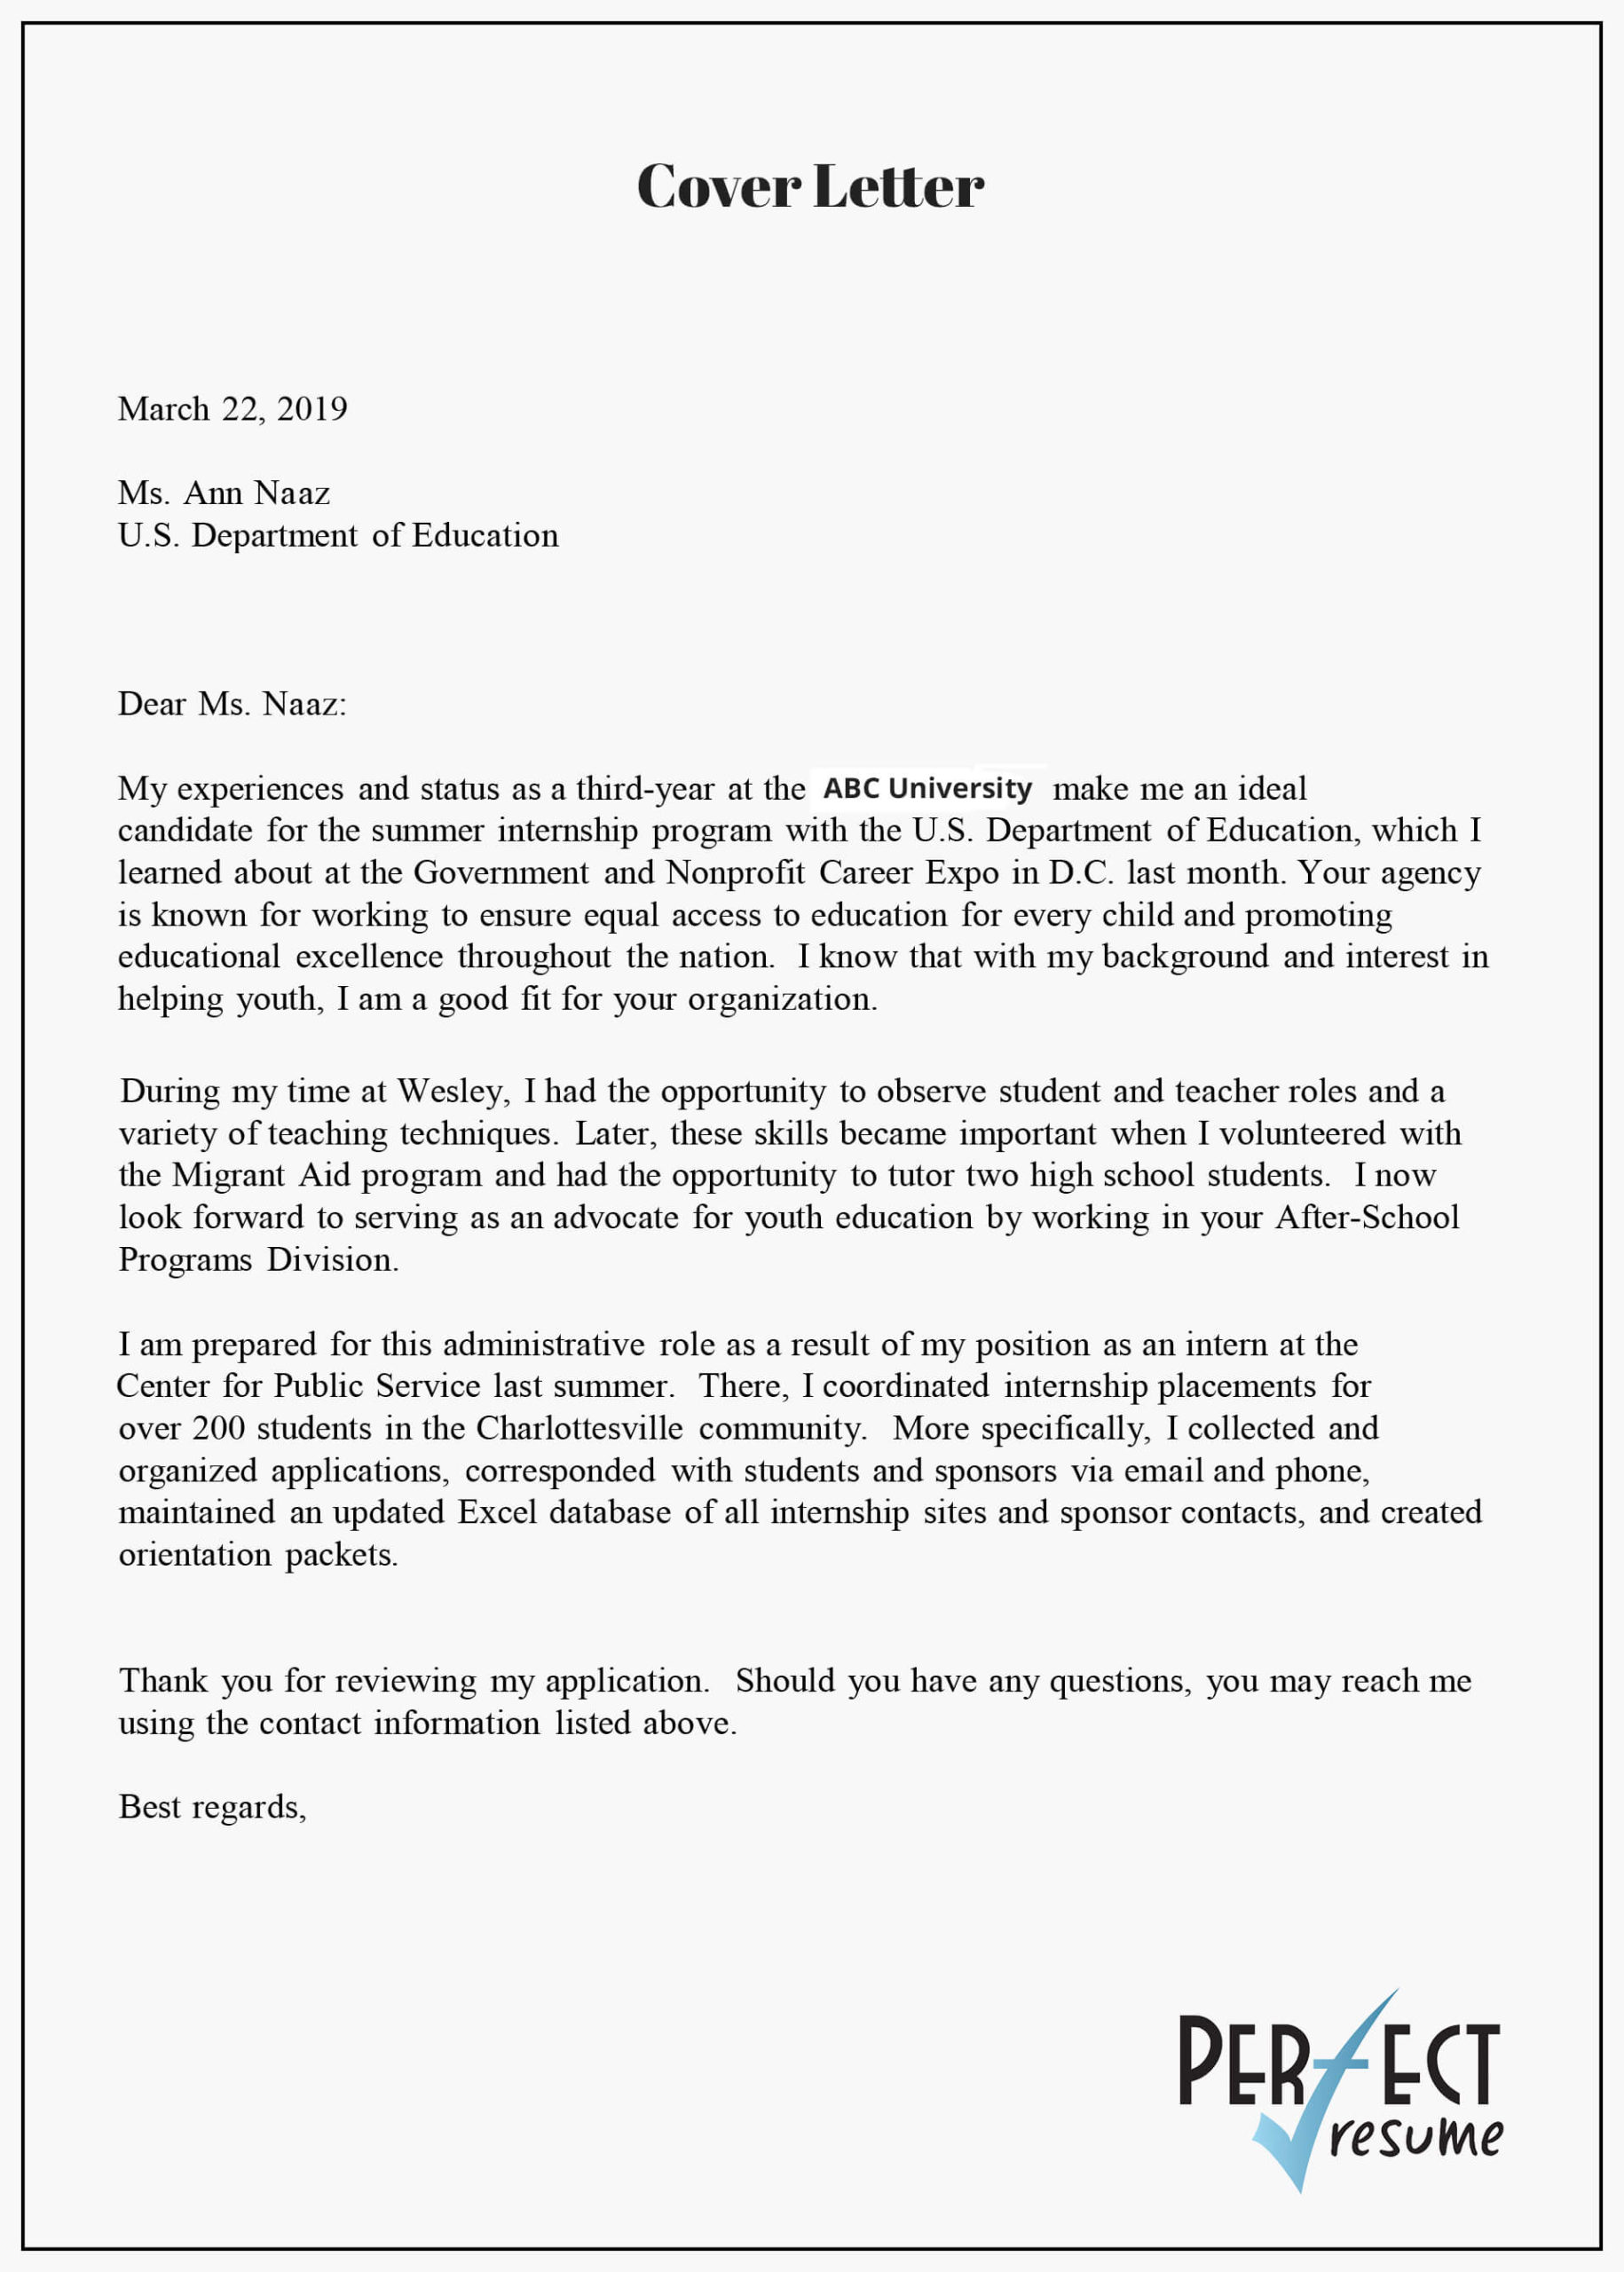 Cover Letter
March 22, 2019
Ms. Ann Naaz
U.S. Department of Education
Dear Ms. Naaz:
My experiences and status as a third-year at the ABC University make me an ideal
candidate for the summer internship program with the U.S. Department of Education, which I
learned about at the Government and Nonprofit Career Expo in D.C. last month. Your agency
is known for working to ensure equal access to education for every child and promoting
educational excellence throughout the nation. I know that with my background and interest in
helping youth, I am a good fit for your organization.
During my time at Wesley, I had the opportunity to observe student and teacher roles and a
variety of teaching techniques. Later, these skills became important when I volunteered with
the Migrant Aid program and had the opportunity to tutor two high school students. I now
look forward to serving as an advocate for youth education by working in your After-School
Programs Division.
I am prepared for this administrative role as a result of my position as an intern at the
Center for Public Service last summer. There, I coordinated internship placements for
over 200 students in the Charlottesville community. More specifically, I collected and
organized applications, corresponded with students and sponsors via email and phone,
maintained an updated Excel database of all internship sites and sponsor contacts, and created
orientation packets.
Thank you for reviewing my application. Should you have any questions, you may reach me
using the contact information listed above.
Best regards,
PERFECT
resume